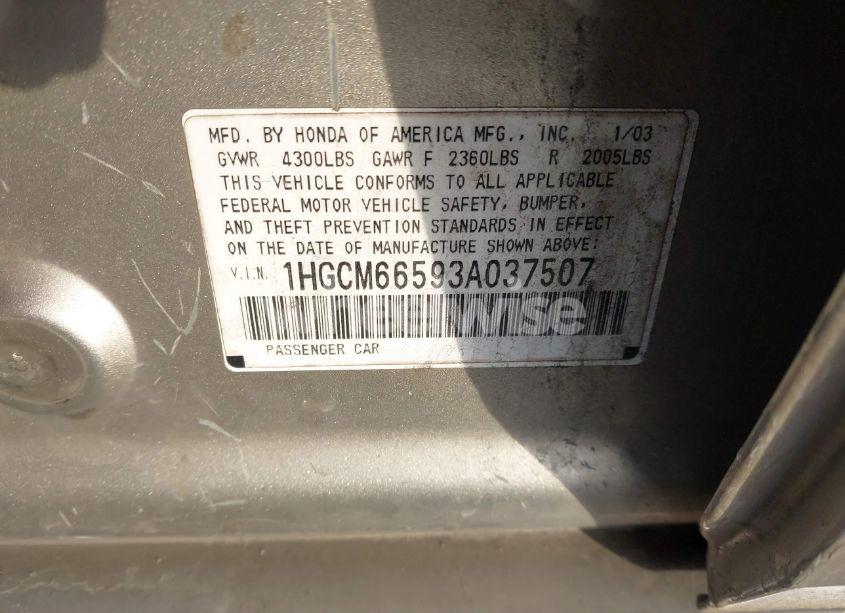 MFD. BY HONDA OF AMERICA MFG., INC. 1/03
GVWR 4300LBS GAWR F 2360LBS R 2005LBS
THIS VEHICLE CONFORMS TO ALL APPLICABLE
FEDERAL MOTOR VEHICLE SAFETY, BUMPER,
AND THEFT PREVENTION STANDARDS IN EFFECT
ON THE DATE OF MANUFACTURE SHOWN ABOVE:
V.I.N. 1HGCM66593A037507
PASSENGER CAR